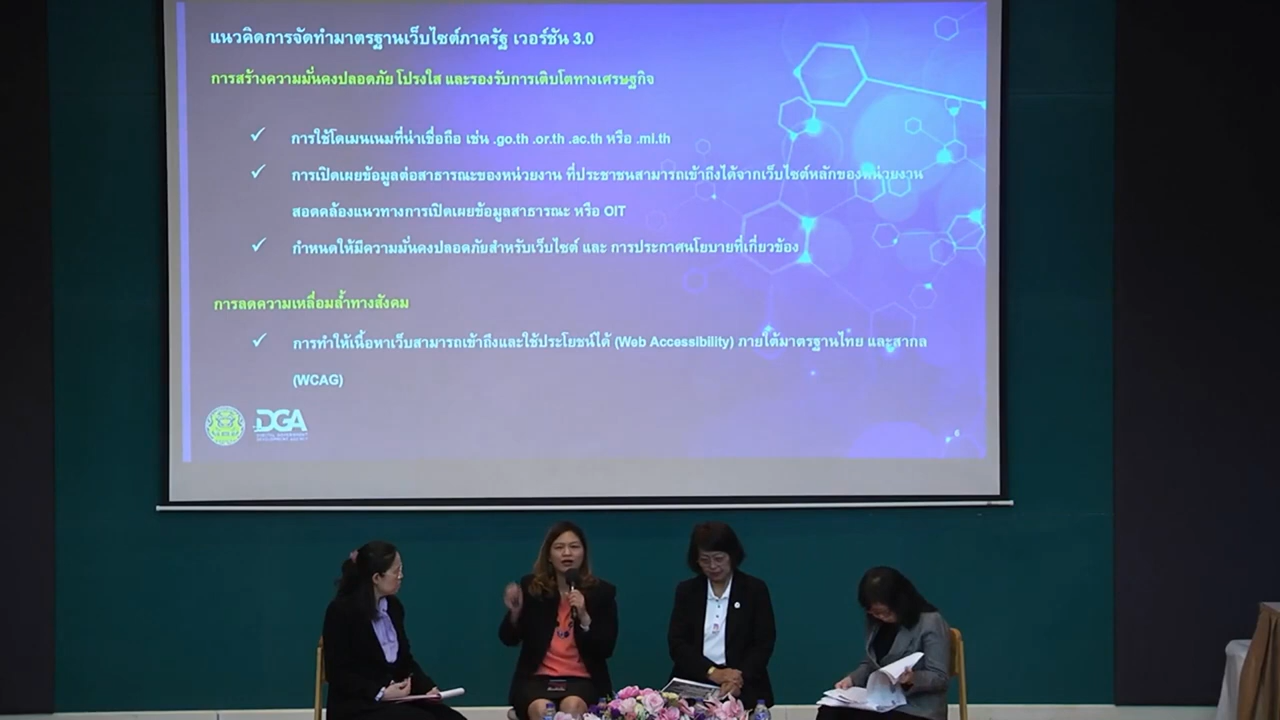 แนวคิดการจัดทำมาตรฐานเว็บไซต์ภาครัฐ เวอร์ชัน 3.0
การสร้างความมั่นคงปลอดภัย โปร่งใส และรองรับการเติบโตทางเศรษฐกิจ
✓ การใช้โดเมนเนมที่น่าเชื่อถือ เช่น .go.th .or.th .ac.th หรือ .mi.th
✓ การเปิดเผยข้อมูลต่อสาธารณะของหน่วยงาน ที่ประชาชนสามารถเข้าถึงได้จากเว็บไซต์หลักของหน่วยงาน
สอดคล้องแนวทางการเปิดเผยข้อมูลสาธารณะ หรือ OIT
✓ กำหนดให้มีความมั่นคงปลอดภัยสำหรับเว็บไซต์ และ การประกาศนโยบายที่เกี่ยวข้อง
การลดความเหลื่อมล้ำทางสังคม
✓ การทำให้เนื้อหาเว็บสามารถเข้าถึงและใช้ประโยชน์ได้ (Web Accessibility) ภายใต้มาตรฐานไทย และสากล
(WCAG)
DGA
DIGITAL GOVERNMENT
DEVELOPMENT AGENCY
6